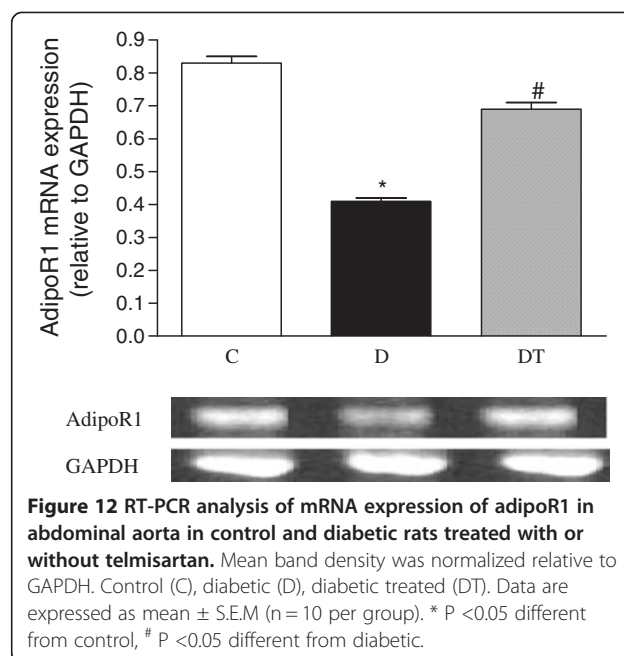 AdipoR1 mRNA expression
(relative to GAPDH)
0.9
0.8
0.7
0.6
0.5
0.4
0.3
0.2
0.1
0.0
*
#
C D DT
AdipoR1
GAPDH
Figure 12 RT-PCR analysis of mRNA expression of adipoR1 in
abdominal aorta in control and diabetic rats treated with or
without telmisartan. Mean band density was normalized relative to
GAPDH. Control (C), diabetic (D), diabetic treated (DT). Data are
expressed as mean ± S.E.M (n = 10 per group). * P <0.05 different
from control, # P <0.05 different from diabetic.